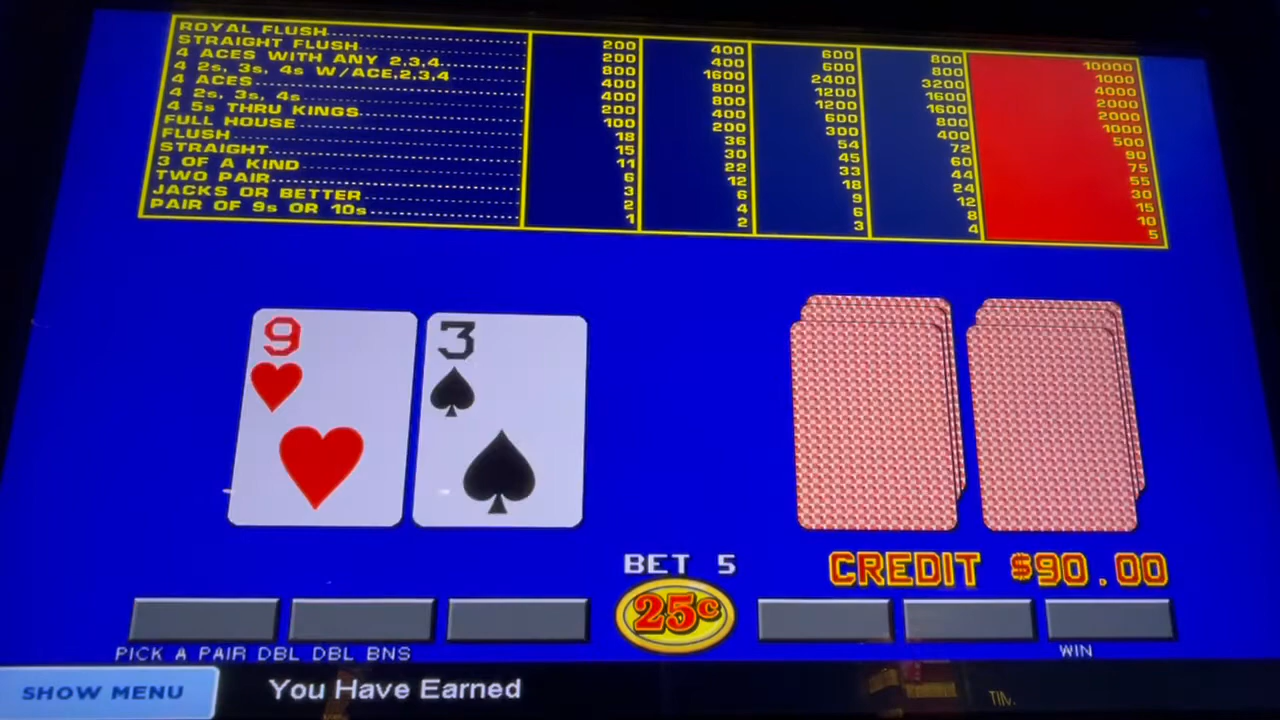 ROYAL FLUSH 200 400 600 800 10000
STRAIGHT FLUSH 200 400 600 800 1000
4 ACES WITH ANY 2,3,4 800 1600 2400 3200 4000
4 2s, 3s, 4s W/ACE,2,3,4 400 800 1200 1600 2000
4 ACES 400 800 1200 1600 2000
4 2s, 3s, 4s 200 400 600 800 1000
4 5s THRU KINGS 100 200 300 400 500
FULL HOUSE 18 36 54 72 90
FLUSH 15 30 45 60 75
STRAIGHT 11 22 33 44 55
3 OF A KIND 6 12 18 24 30
TWO PAIR 3 6 9 12 15
JACKS OR BETTER 2 4 6 8 10
PAIR OF 9s OR 10s 1 2 3 4 5
9 3
BET 5 CREDIT $90.00
25¢
PICK A PAIR DBL DBL BNS WIN
SHOW MENU You Have Earned